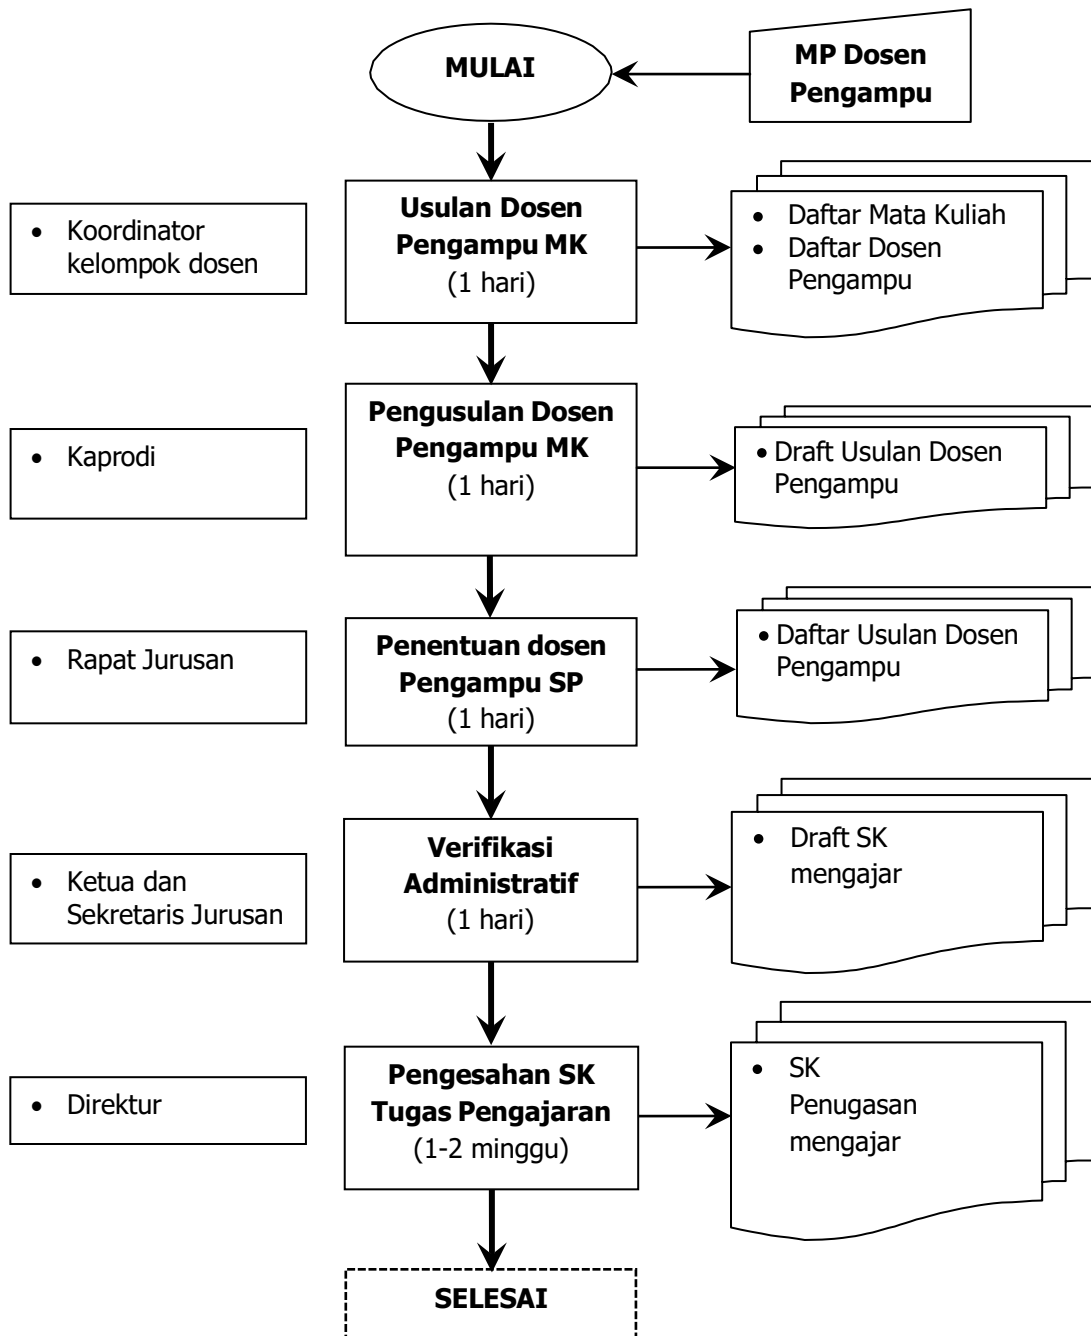 MULAI
MP Dosen
Pengampu
• Koordinator
kelompok dosen
Usulan Dosen
Pengampu MK
(1 hari)
• Daftar Mata Kuliah
• Daftar Dosen
Pengampu
• Kaprodi
Pengusulan Dosen
Pengampu MK
(1 hari)
• Draft Usulan Dosen
Pengampu
• Rapat Jurusan
Penentuan dosen
Pengampu SP
(1 hari)
• Daftar Usulan Dosen
Pengampu
• Ketua dan
Sekretaris Jurusan
Verifikasi
Administratif
(1 hari)
• Draft SK
mengajar
• Direktur
Pengesahan SK
Tugas Pengajaran
(1-2 minggu)
• SK
Penugasan
mengajar
SELESAI